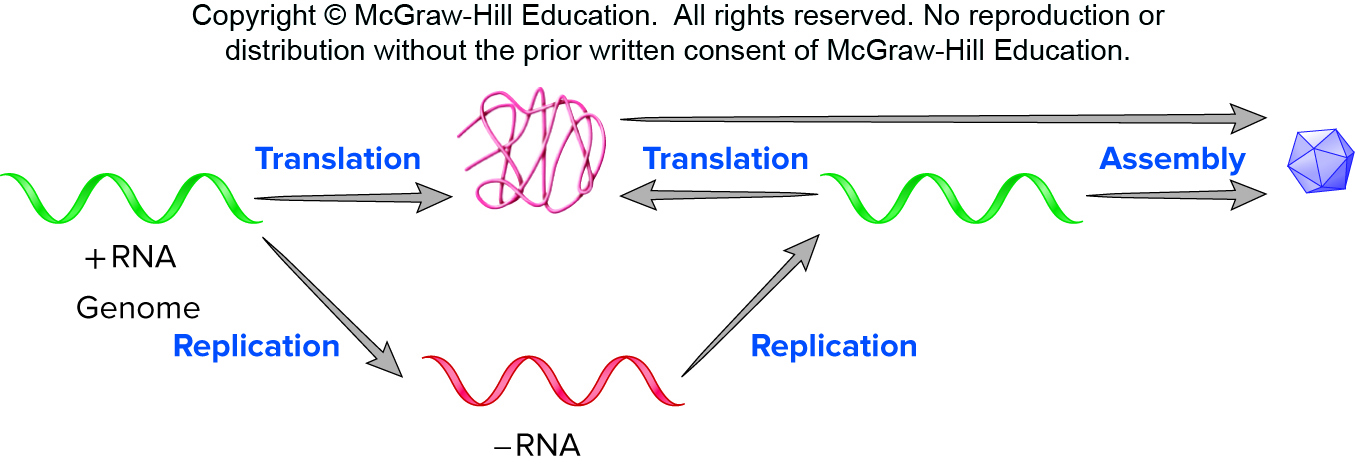 Copyright © McGraw-Hill Education.  All rights reserved. No reproduction or
distribution without the prior written consent of McGraw-Hill Education.
Translation
Translation
Assembly
+RNA
Genome
Replication
Replication
−RNA